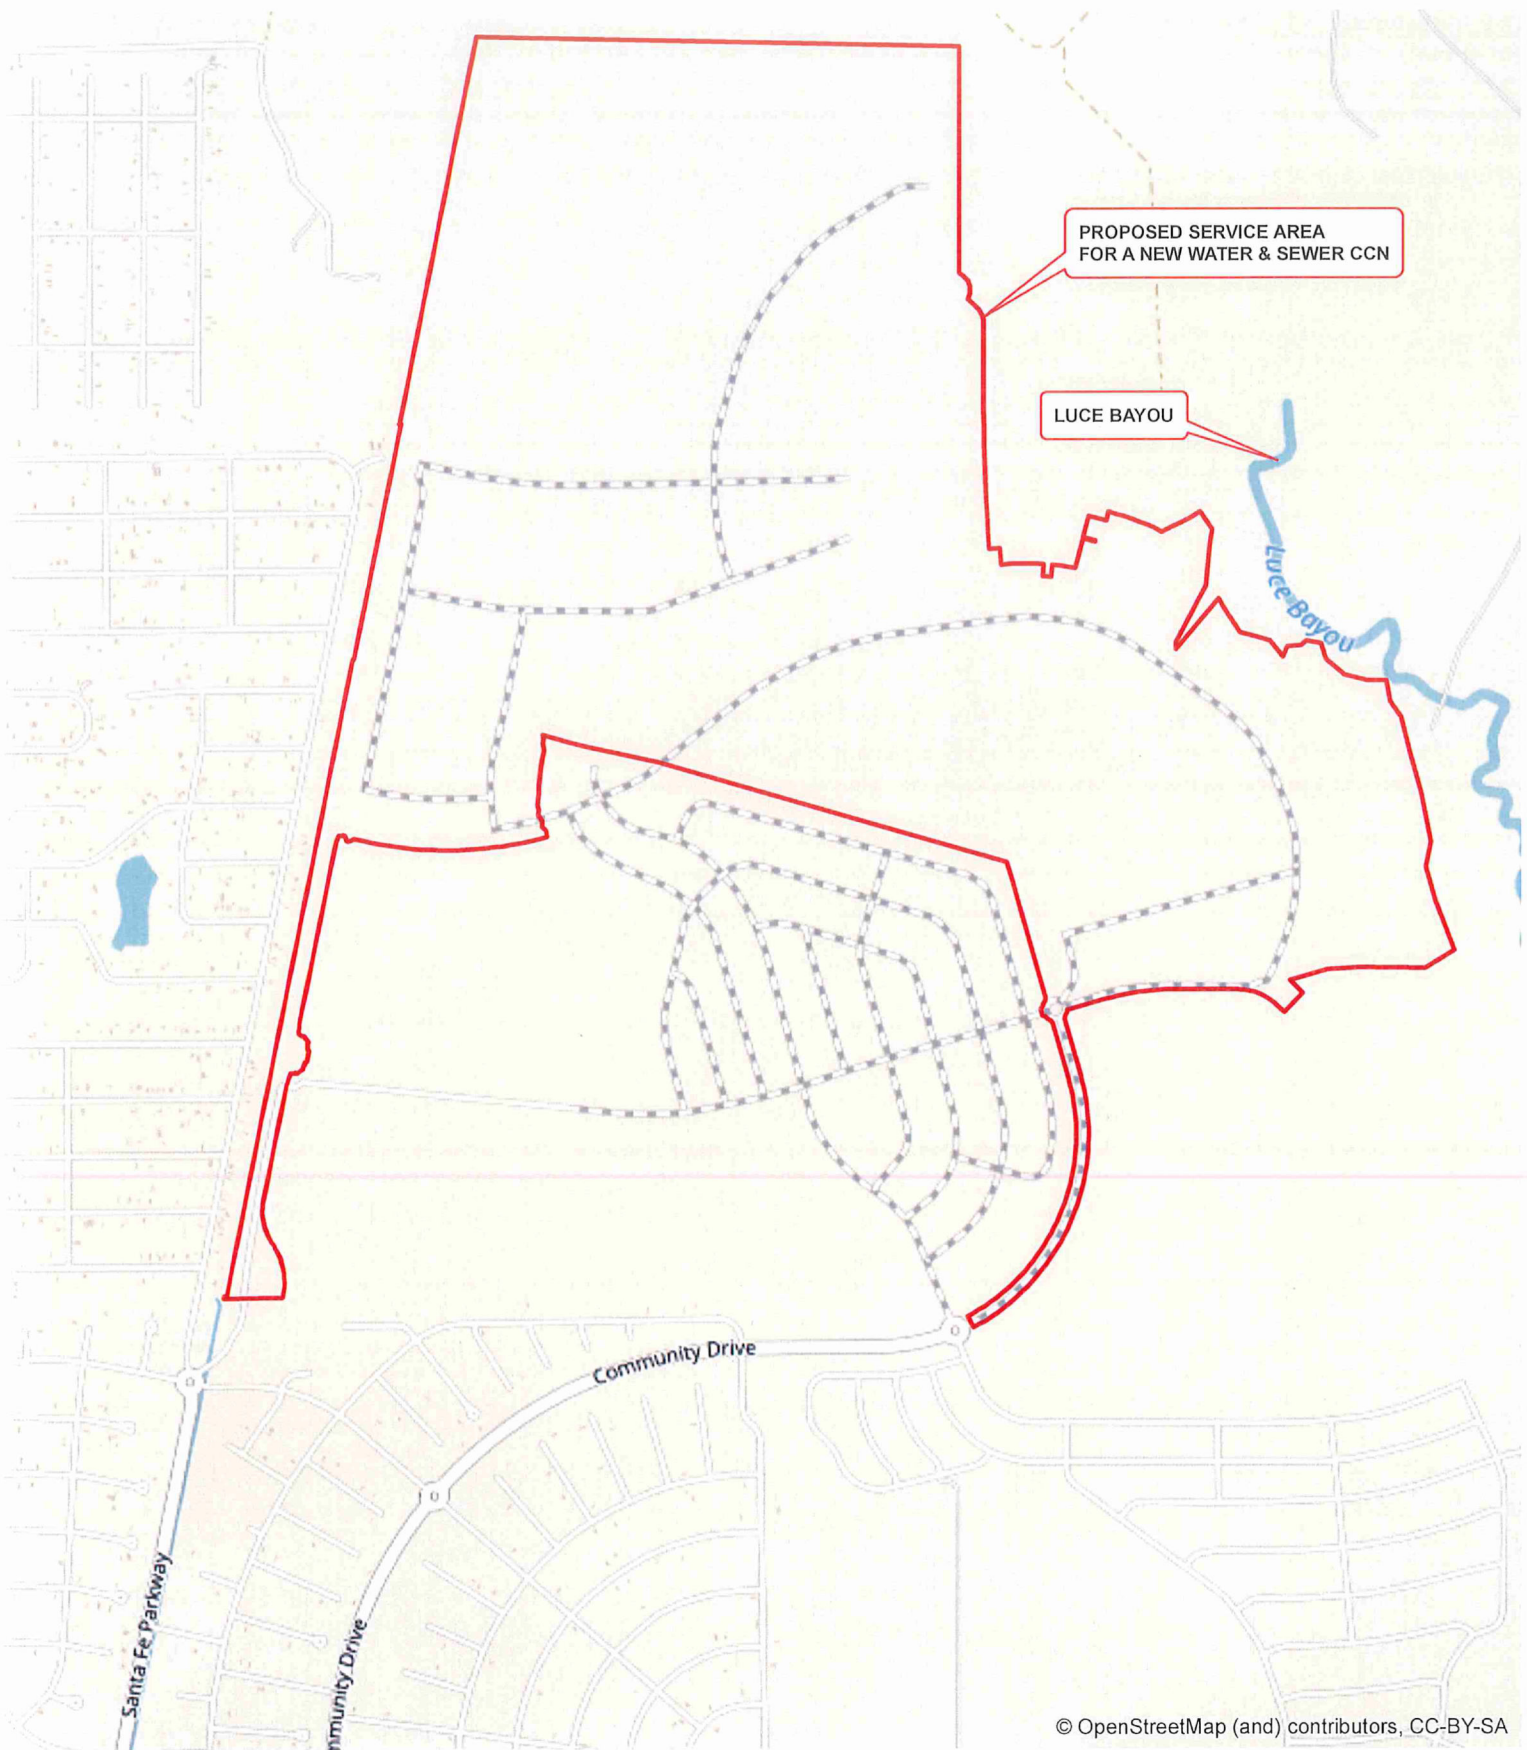 PROPOSED SERVICE AREA
FOR A NEW WATER & SEWER CCN
LUCE BAYOU
Luce Bayou
Community Drive
Santa Fe Parkway
mmunity Drive
© OpenStreetMap (and) contributors, CC-BY-SA